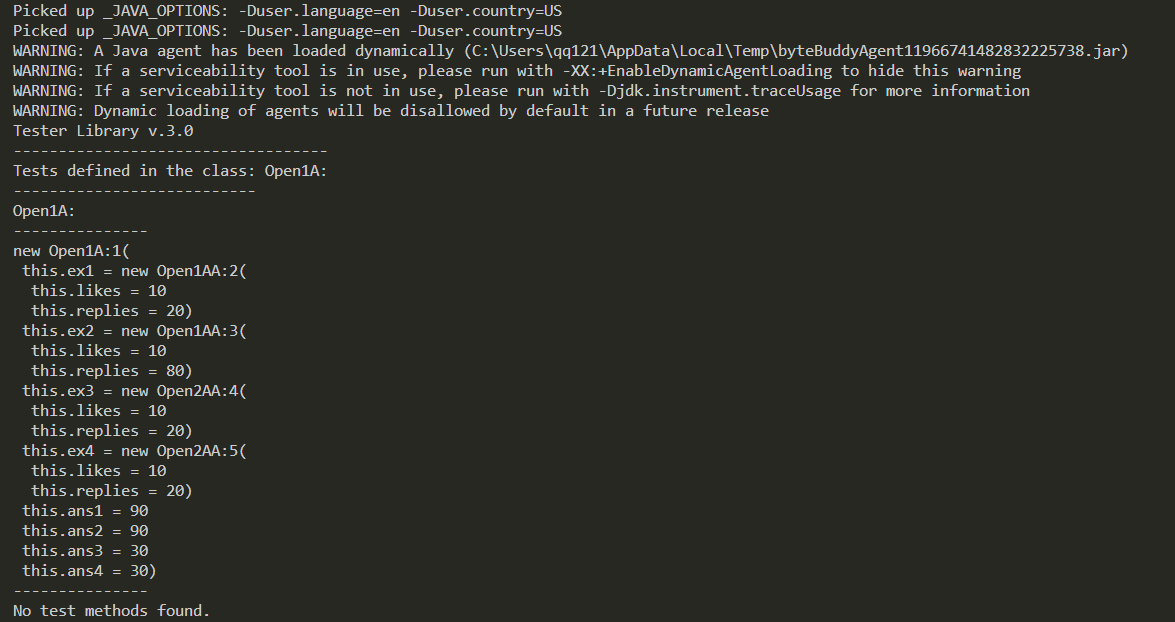 Picked up _JAVA_OPTIONS: -Duser.language=en -Duser.country=US
Picked up _JAVA_OPTIONS: -Duser.language=en -Duser.country=US
WARNING: A Java agent has been loaded dynamically (C:\Users\qq121\AppData\Local\Temp\byteBuddyAgent11966741482832225738.jar)
WARNING: If a serviceability tool is in use, please run with -XX:+EnableDynamicAgentLoading to hide this warning
WARNING: If a serviceability tool is not in use, please run with -Djdk.instrument.traceUsage for more information
WARNING: Dynamic loading of agents will be disallowed by default in a future release
Tester Library v.3.0
-----------------------------------
Tests defined in the class: Open1A:
---------------------------
Open1A:
---------------
new Open1A:1(
 this.ex1 = new Open1AA:2(
  this.likes = 10
  this.replies = 20)
 this.ex2 = new Open1AA:3(
  this.likes = 10
  this.replies = 80)
 this.ex3 = new Open2AA:4(
  this.likes = 10
  this.replies = 20)
 this.ex4 = new Open2AA:5(
  this.likes = 10
  this.replies = 20)
 this.ans1 = 90
 this.ans2 = 90
 this.ans3 = 30
 this.ans4 = 30)
---------------
No test methods found.